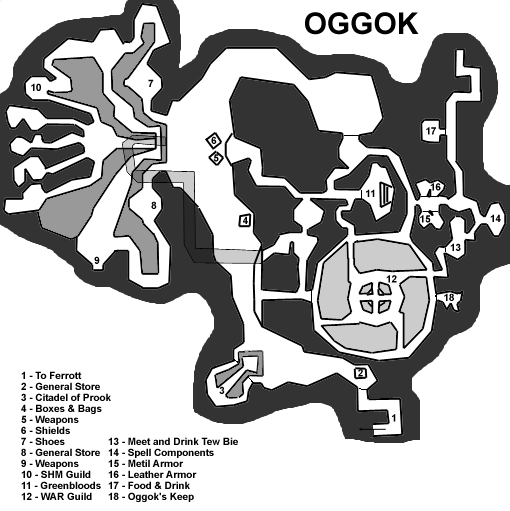 OGGOK
10
7
17
6
5
11
16
15
14
8
4
13
9
12
18
2
3
1
1 - To Ferrott
2 - General Store
3 - Citadel of Prook
4 - Boxes & Bags
5 - Weapons
6 - Shields
7 - Shoes
8 - General Store
9 - Weapons
10 - SHM Guild
11 - Greenbloods
12 - WAR Guild
13 - Meet and Drink Tew Bie
14 - Spell Components
15 - Metil Armor
16 - Leather Armor
17 - Food & Drink
18 - Oggok's Keep